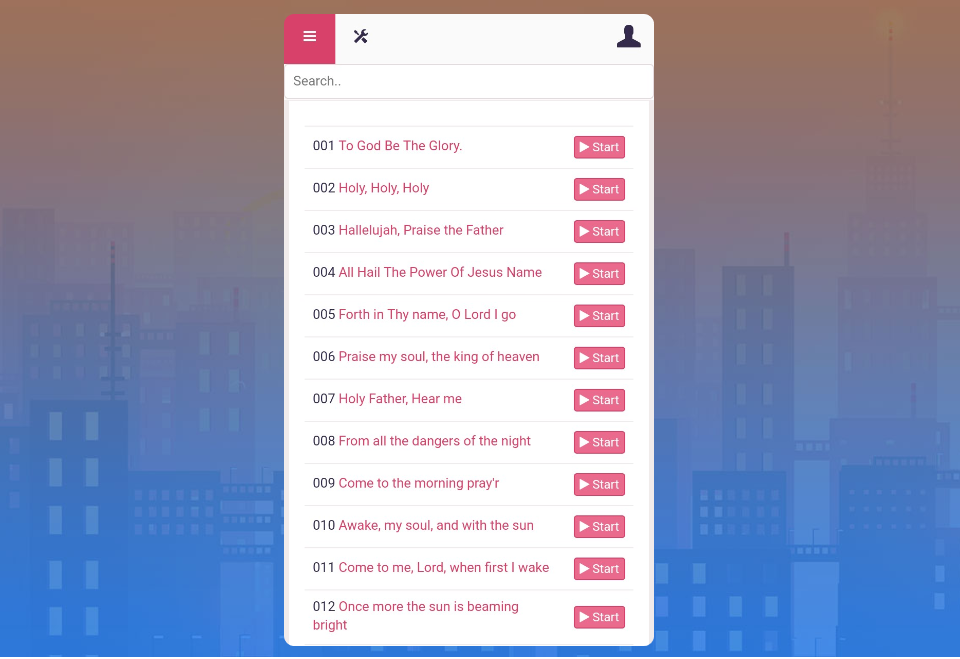 Search..
001 To God Be The Glory. Start
002 Holy, Holy, Holy Start
003 Hallelujah, Praise the Father Start
004 All Hail The Power Of Jesus Name Start
005 Forth in Thy name, O Lord I go Start
006 Praise my soul, the king of heaven Start
007 Holy Father, Hear me Start
008 From all the dangers of the night Start
009 Come to the morning pray'r Start
010 Awake, my soul, and with the sun Start
011 Come to me, Lord, when first I wake Start
012 Once more the sun is beaming
bright Start